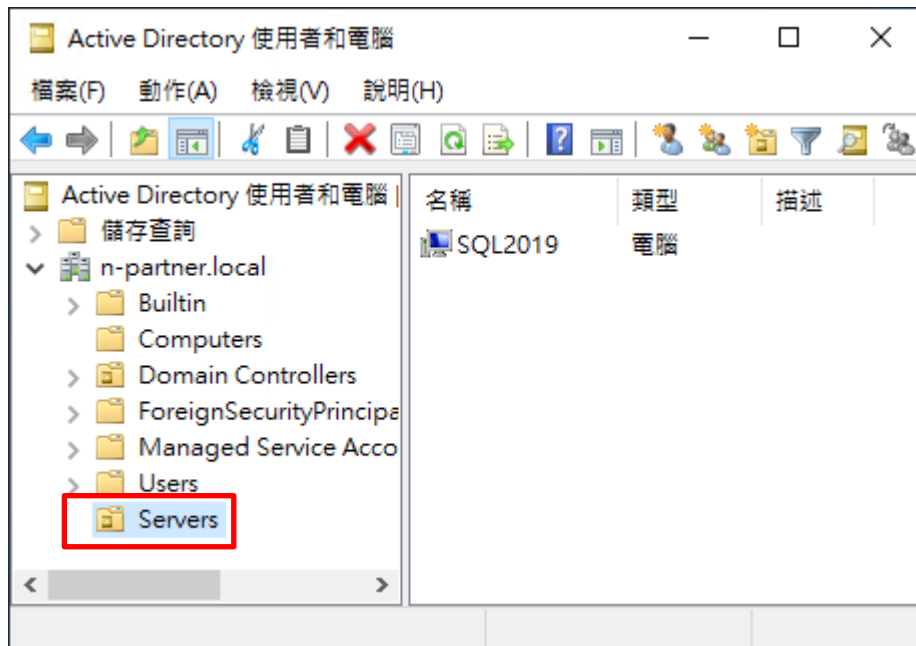 Active Directory 使用者和電腦
檔案(F) 動作(A) 檢視(V) 說明(H)
Active Directory 使用者和電腦
儲存查詢
n-partner.local
Builtin
Computers
Domain Controllers
ForeignSecurityPrincipa
Managed Service Acco
Users
Servers
名稱 類型 描述
SQL2019 電腦